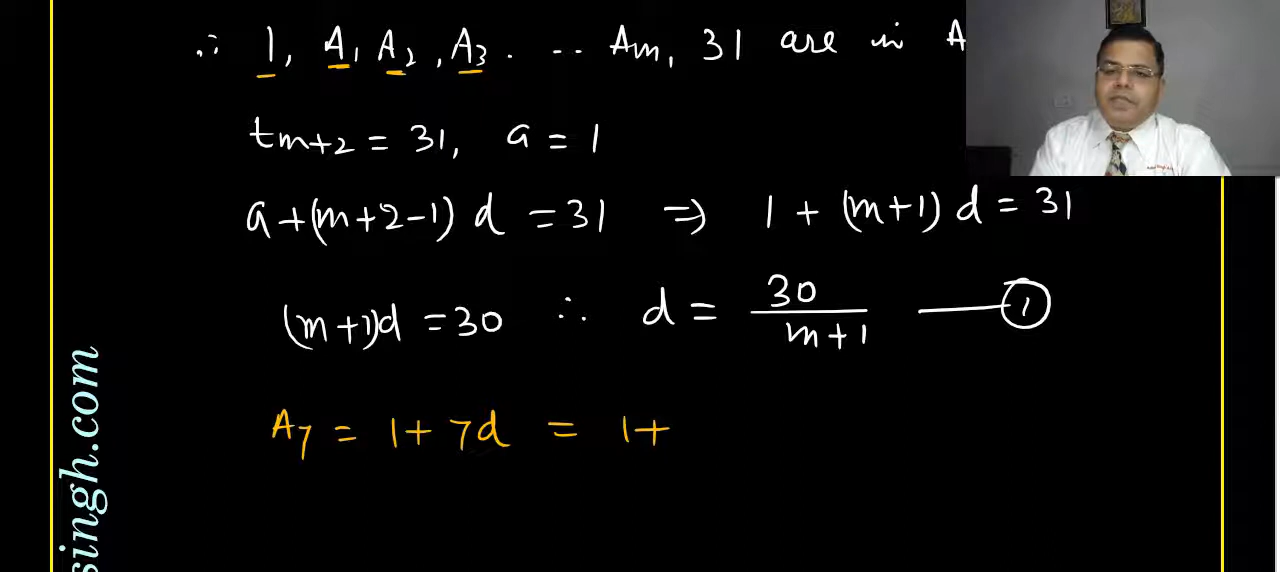 ∴ 1, A1 A2 , A3 . .. Am, 31 are in A
tm+2 = 31, a = 1
a+(m+2-1) d = 31 ⇒ 1 + (m+1) d = 31
(m+1)d = 30 ∴ d = 30/(m+1) —— ①
A7 = 1+ 7d = 1+
singh.com